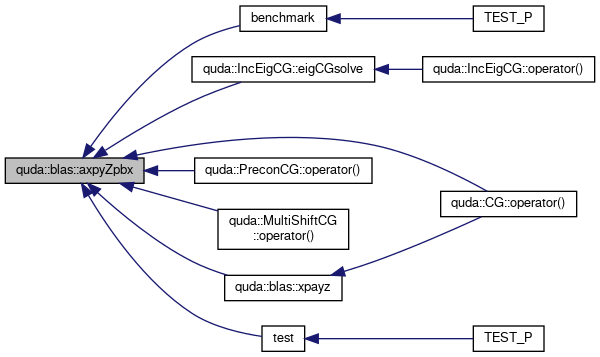 benchmark
TEST_P
quda::IncEigCG::eigCGsolve
quda::IncEigCG::operator()
quda::blas::axpyZpbx
quda::PreconCG::operator()
quda::CG::operator()
quda::MultiShiftCG
::operator()
quda::blas::xpayz
test
TEST_P